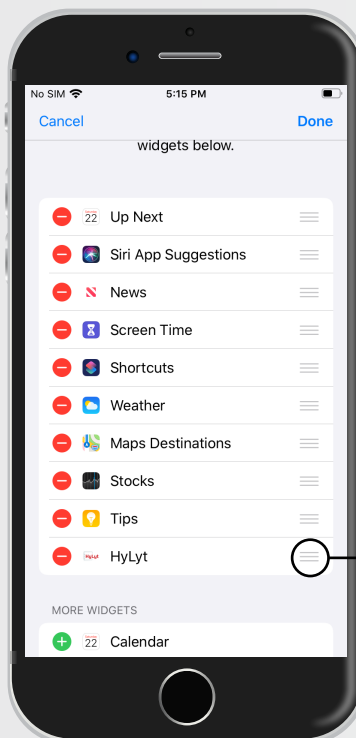 No SIM 5:15 PM
Cancel Done
widgets below.
22 Up Next
Siri App Suggestions
News
Screen Time
Shortcuts
Weather
Maps Destinations
Stocks
Tips
HyLyt HyLyt
MORE WIDGETS
22 Calendar